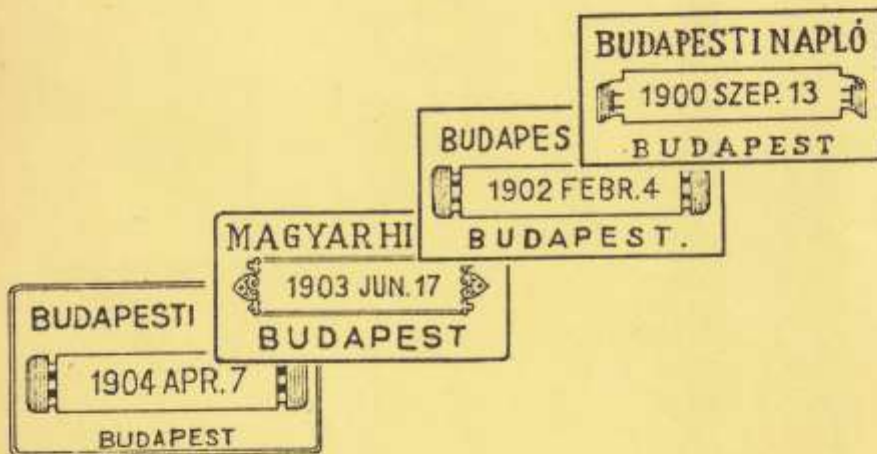 BUDAPESTI NAPLÓ
1900 SZEP. 13
BUDAPEST
BUDAPES
1902 FEBR. 4
BUDAPEST.
MAGYAR HI
1903 JUN. 17
BUDAPEST
BUDAPESTI
1904 APR. 7
BUDAPEST